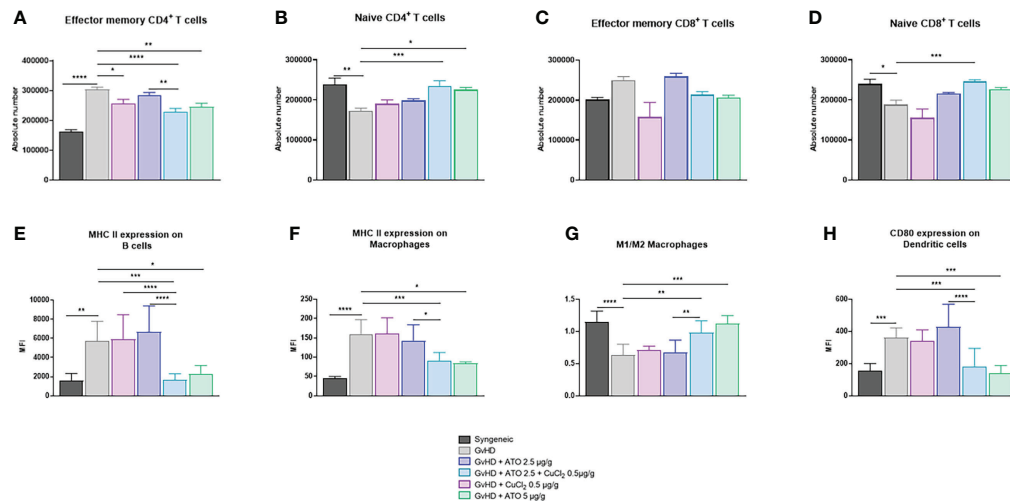 A
Effector memory CD4+ T cells
Absolute number
400000
300000
200000
100000
0
**
****
****
*
**
B
Naive CD4+ T cells
Absolute number
300000
200000
100000
0
*
***
**
C
Effector memory CD8+ T cells
Absolute number
300000
200000
100000
0
D
Naive CD8+ T cells
Absolute number
300000
200000
100000
0
*
***
E
MHC II expression on
B cells
MFI
10000
8000
6000
4000
2000
0
*
***
****
**
****
F
MHC II expression on
Macrophages
MFI
250
200
150
100
50
0
*
***
****
*
G
M1/M2 Macrophages
1.5
1.0
0.5
0.0
***
**
****
**
H
CD80 expression on
Dendritic cells
MFI
600
400
200
0
***
***
***
****
Syngeneic
GvHD
GvHD + ATO 2.5 µg/g
GvHD + ATO 2.5 + CuCl2 0.5µg/g
GvHD + CuCl2 0.5 µg/g
GvHD + ATO 5 µg/g